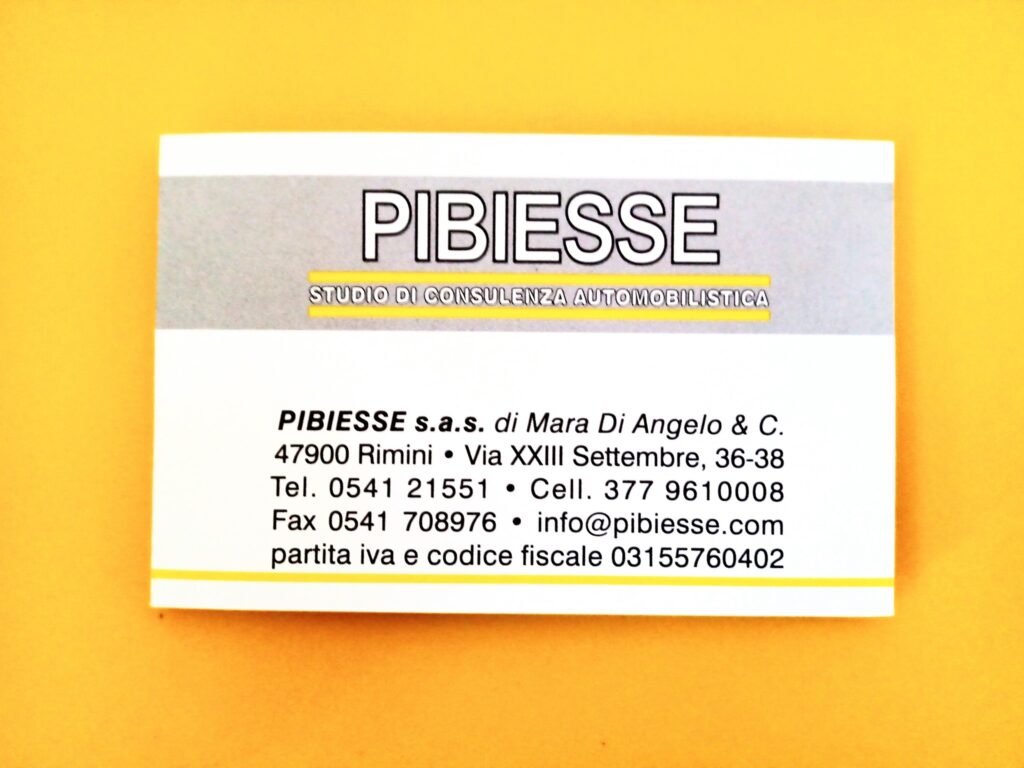 PIBIESSE
STUDIO DI CONSULENZA AUTOMOBILISTICA
PIBIESSE s.a.s. di Mara Di Angelo & C.
47900 Rimini • Via XXIII Settembre, 36-38
Tel. 0541 21551 • Cell. 377 9610008
Fax 0541 708976 • info@pibiesse.com
partita iva e codice fiscale 03155760402